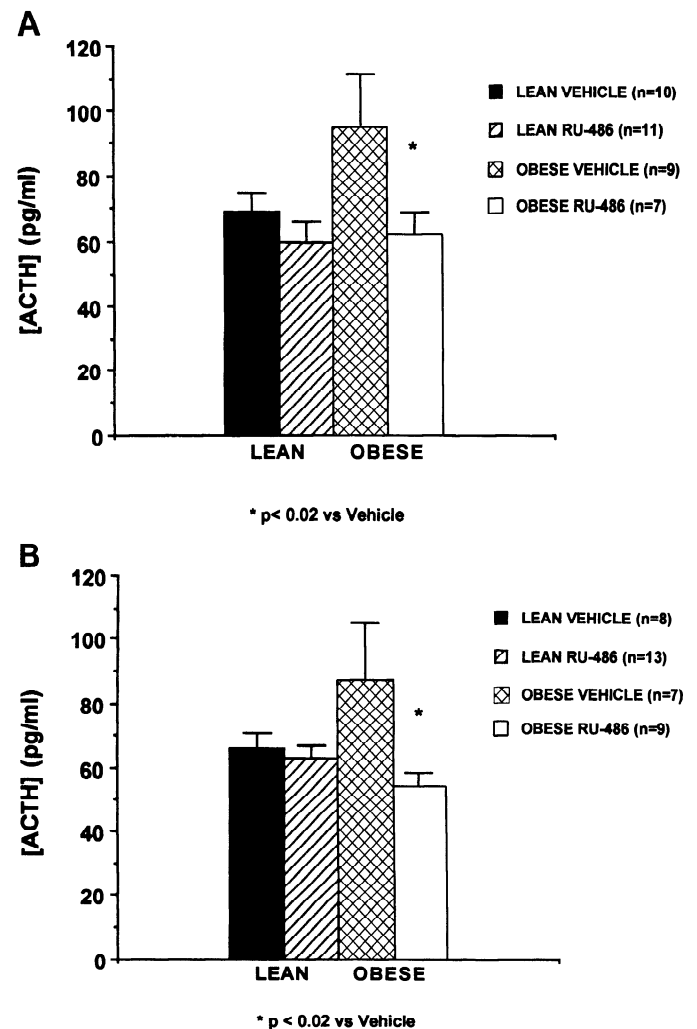 A
120
100
80
60
40
20
0
[ACTH] (pg/ml)
*
LEAN VEHICLE (n=10)
LEAN RU-486 (n=11)
OBESE VEHICLE (n=9)
OBESE RU-486 (n=7)
LEAN OBESE
* p< 0.02 vs Vehicle
B
120
100
80
60
40
20
0
[ACTH] (pg/ml)
*
LEAN VEHICLE (n=8)
LEAN RU-486 (n=13)
OBESE VEHICLE (n=7)
OBESE RU-486 (n=9)
LEAN OBESE
* p < 0.02 vs Vehicle